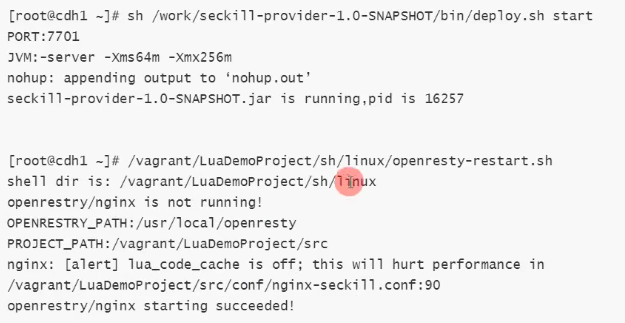 [root@cdh1 ~]# sh /work/seckill-provider-1.0-SNAPSHOT/bin/deploy.sh start
PORT:7701
JVM:-server -Xms64m -Xmx256m
nohup: appending output to ‘nohup.out’
seckill-provider-1.0-SNAPSHOT.jar is running,pid is 16257
[root@cdh1 ~]# /vagrant/LuaDemoProject/sh/linux/openresty-restart.sh
shell dir is: /vagrant/LuaDemoProject/sh/linux
openrestry/nginx is not running!
OPENRESTRY_PATH:/usr/local/openresty
PROJECT_PATH:/vagrant/LuaDemoProject/src
nginx: [alert] lua_code_cache is off; this will hurt performance in
/vagrant/LuaDemoProject/src/conf/nginx-seckill.conf:90
openrestry/nginx starting succeeded!